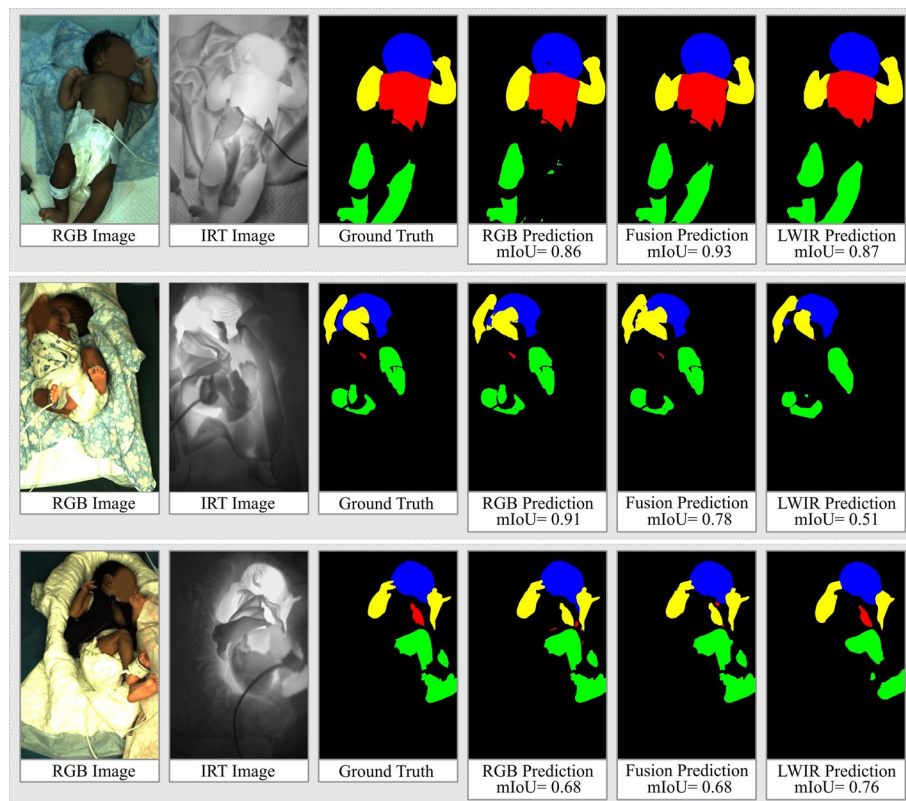 RGB Image
IRT Image
Ground Truth
RGB Prediction
mIoU= 0.86
Fusion Prediction
mIoU= 0.93
LWIR Prediction
mIoU= 0.87
RGB Image
IRT Image
Ground Truth
RGB Prediction
mIoU= 0.91
Fusion Prediction
mIoU= 0.78
LWIR Prediction
mIoU= 0.51
RGB Image
IRT Image
Ground Truth
RGB Prediction
mIoU= 0.68
Fusion Prediction
mIoU= 0.68
LWIR Prediction
mIoU= 0.76